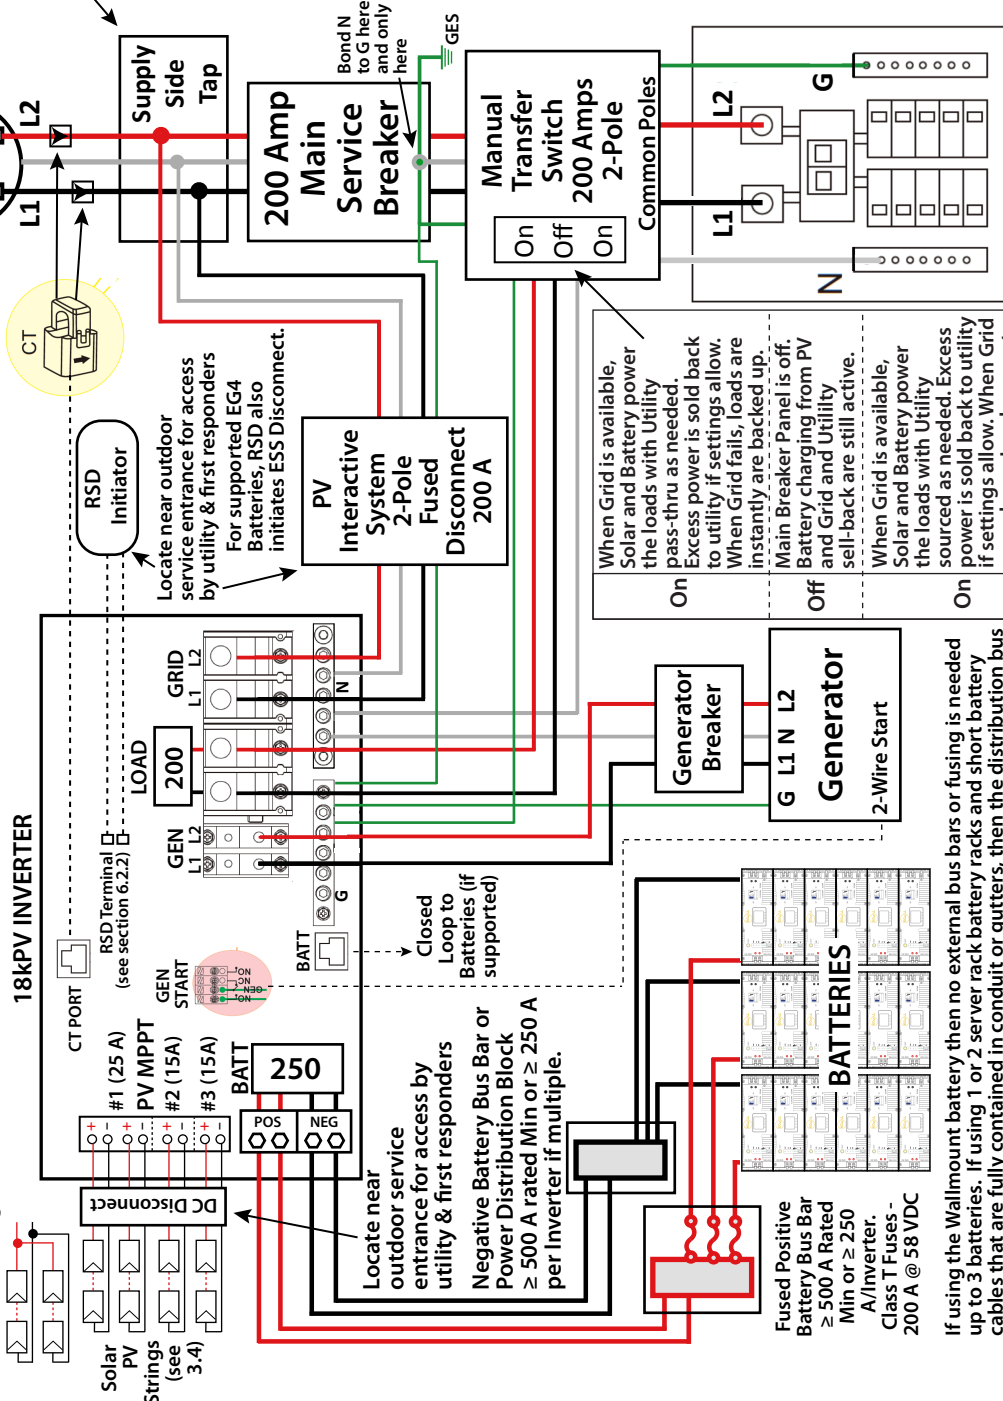 L1
L2
CT
Supply
Side
Tap
200 Amp
Main
Service
Breaker
Bond N
to G here
and only
here
GES
Manual
Transfer
Switch
200 Amps
2-Pole
On
Off
On
Common Poles
L1
L2
G
N
RSD
Initiator
Locate near outdoor
service entrance for access
by utility & first responders
For supported EG4
Batteries, RSD also
initiates ESS Disconnect.
PV
Interactive
System
2-Pole
Fused
Disconnect
200 A
On
When Grid is available,
Solar and Battery power
the loads with Utility
pass-thru as needed.
Excess power is sold back
to utility if settings allow.
When Grid fails, loads are
instantly are backed up.
Off
Main Breaker Panel is off.
Battery charging from PV
and Grid and Utility
sell-back are still active.
On
When Grid is available,
Solar and Battery power
the loads with Utility
sourced as needed. Excess
power is sold back to utility
if settings allow. When Grid
18kPV INVERTER
CT PORT
RSD Terminal
(see section 6.2.2)
GEN
START
NO
NC
GEN
NO
BATT
Closed
Loop to
Batteries (if
supported)
GEN
L1 L2
LOAD
200
GRID
L1 L2
N
G
#1 (25 A)
PV MPPT
#2 (15A)
#3 (15A)
+ − + − + − + −
BATT
250
POS
NEG
DC Disconnect
Solar
PV
Strings
(see
3.4)
Locate near
outdoor service
entrance for access by
utility & first responders
Negative Battery Bus Bar or
Power Distribution Block
≥ 500 A rated Min or ≥ 250 A
per Inverter if multiple.
Generator
Breaker
G L1 N L2
Generator
2-Wire Start
BATTERIES
Fused Positive
Battery Bus Bar
≥ 500 A Rated
Min or ≥ 250
A/Inverter.
Class T Fuses -
200 A @ 58 VDC
If using the Wallmount battery then no external bus bars or fusing is needed
up to 3 batteries. If using 1 or 2 server rack battery racks and short battery
cables that are fully contained in conduit or gutters, then the distribution bus